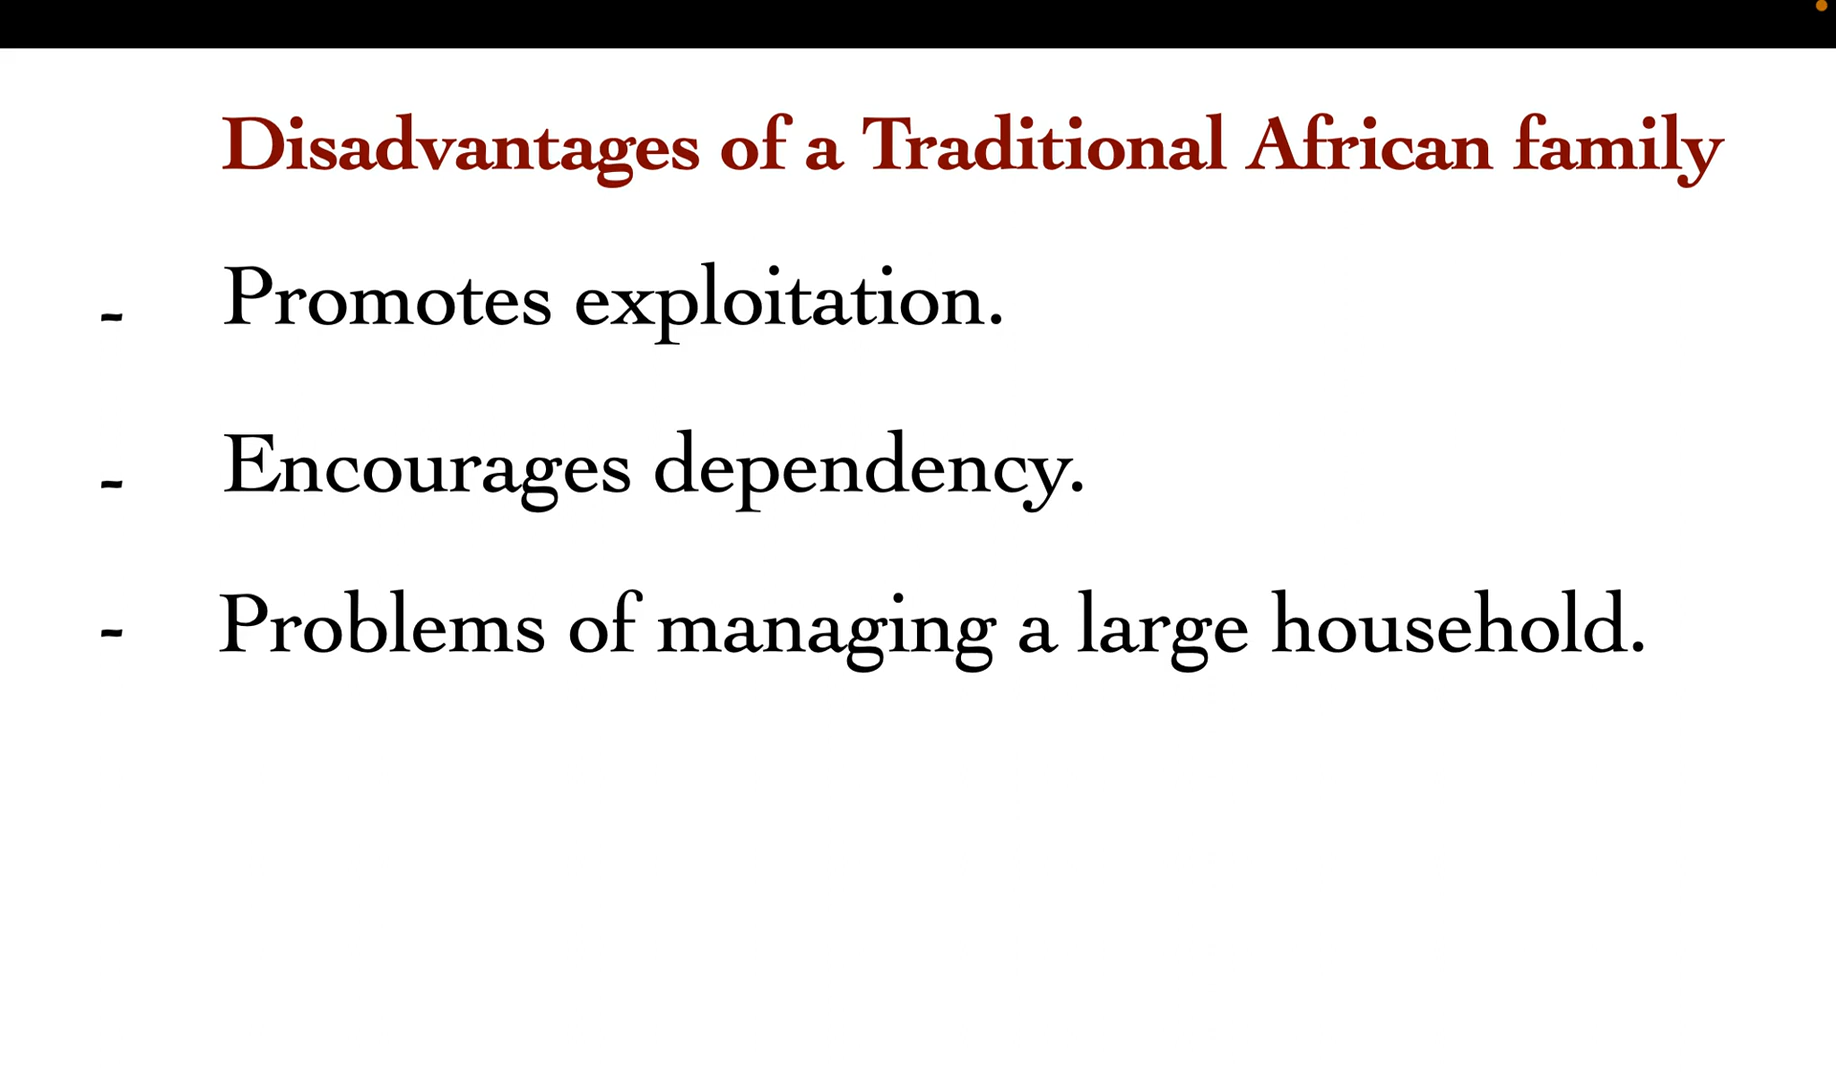 Disadvantages of a Traditional African family
- Promotes exploitation.
- Encourages dependency.
- Problems of managing a large household.